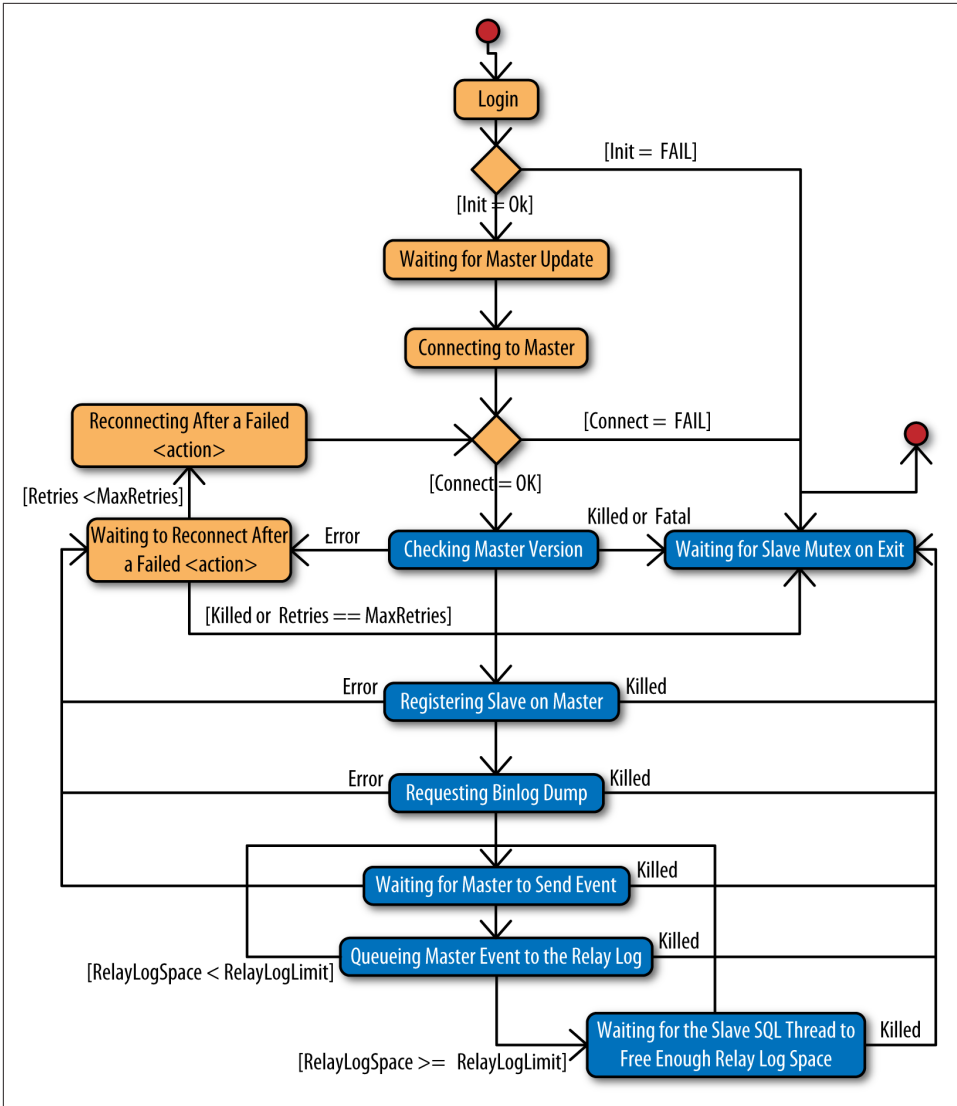 Login
[Init = FAIL]
[Init = Ok]
Waiting for Master Update
Connecting to Master
Reconnecting After a Failed
<action>
[Connect = FAIL]
[Connect = OK]
[Retries <MaxRetries]
Waiting to Reconnect After
a Failed <action>
Error
Checking Master Version
Killed or Fatal
Waiting for Slave Mutex on Exit
[Killed or Retries == MaxRetries]
Error
Registering Slave on Master
Killed
Error
Requesting Binlog Dump
Killed
Waiting for Master to Send Event
Killed
Queueing Master Event to the Relay Log
Killed
[RelayLogSpace < RelayLogLimit]
Waiting for the Slave SQL Thread to
Free Enough Relay Log Space
Killed
[RelayLogSpace >= RelayLogLimit]